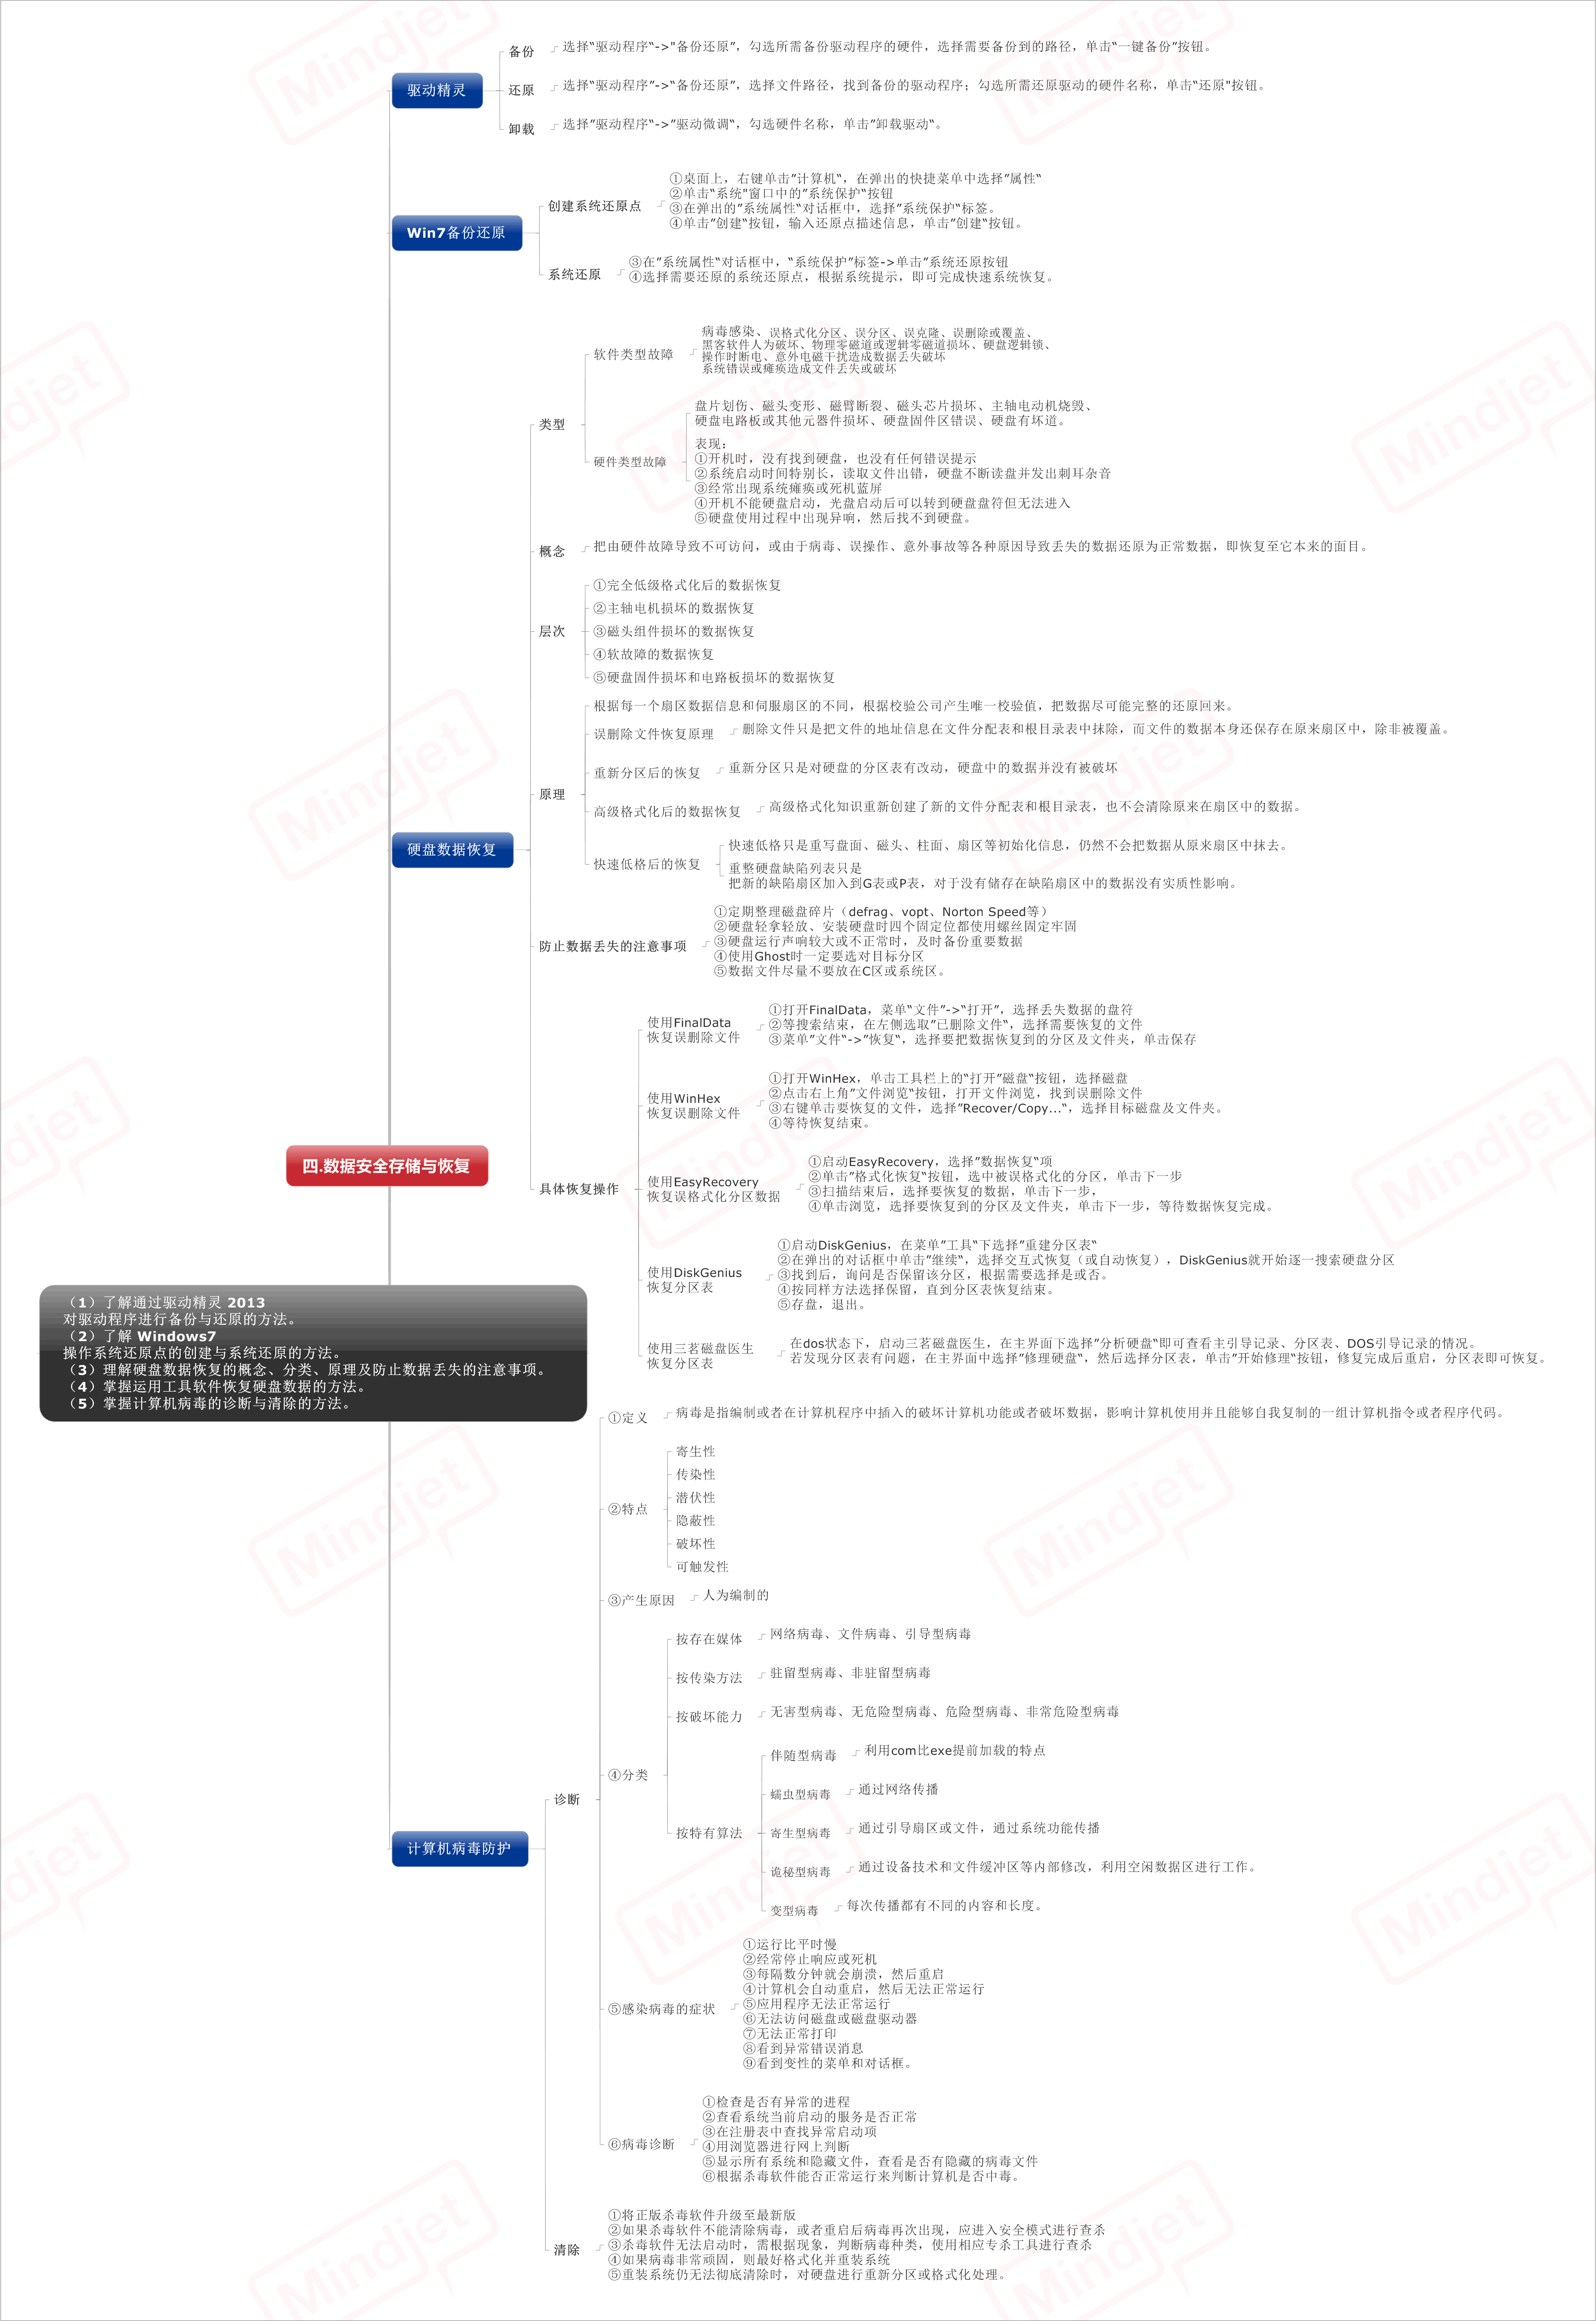 驱动精灵
备份
选择“驱动程序“->"备份还原”，勾选所需备份驱动程序的硬件，选择需要备份到的路径，单击“一键备份”按钮。
还原
选择“驱动程序”->“备份还原”，选择文件路径，找到备份的驱动程序；勾选所需还原驱动的硬件名称，单击“还原"按钮。
卸载
选择”驱动程序“->”驱动微调“，勾选硬件名称，单击”卸载驱动“。
Win7备份还原
创建系统还原点
①桌面上，右键单击”计算机“，在弹出的快捷菜单中选择”属性“
②单击“系统"窗口中的”系统保护“按钮
③在弹出的”系统属性“对话框中，选择”系统保护“标签。
④单击”创建“按钮，输入还原点描述信息，单击”创建“按钮。
系统还原
③在”系统属性“对话框中，“系统保护”标签->单击”系统还原按钮
④选择需要还原的系统还原点，根据系统提示，即可完成快速系统恢复。
硬盘数据恢复
类型
软件类型故障
病毒感染、误格式化分区、误分区、误克隆、误删除或覆盖、
黑客软件人为破坏、物理零磁道或逻辑零磁道损坏、硬盘逻辑锁、
操作时断电、意外电磁干扰造成数据丢失破坏
系统错误或瘫痪造成文件丢失或破坏
硬件类型故障
盘片划伤、磁头变形、磁臂断裂、磁头芯片损坏、主轴电动机烧毁、
硬盘电路板或其他元器件损坏、硬盘固件区错误、硬盘有坏道。
表现：
①开机时，没有找到硬盘，也没有任何错误提示
②系统启动时间特别长，读取文件出错，硬盘不断读盘并发出刺耳杂音
③经常出现系统瘫痪或死机蓝屏
④开机不能硬盘启动，光盘启动后可以转到硬盘盘符但无法进入
⑤硬盘使用过程中出现异响，然后找不到硬盘。
概念
把由硬件故障导致不可访问，或由于病毒、误操作、意外事故等各种原因导致丢失的数据还原为正常数据，即恢复至它本来的面目。
层次
①完全低级格式化后的数据恢复
②主轴电机损坏的数据恢复
③磁头组件损坏的数据恢复
④软故障的数据恢复
⑤硬盘固件损坏和电路板损坏的数据恢复
原理
根据每一个扇区数据信息和伺服扇区的不同，根据校验公司产生唯一校验值，把数据尽可能完整的还原回来。
误删除文件恢复原理
删除文件只是把文件的地址信息在文件分配表和根目录表中抹除，而文件的数据本身还保存在原来扇区中，除非被覆盖。
重新分区后的恢复
重新分区只是对硬盘的分区表有改动，硬盘中的数据并没有被破坏
高级格式化后的数据恢复
高级格式化知识重新创建了新的文件分配表和根目录表，也不会清除原来在扇区中的数据。
快速低格后的恢复
快速低格只是重写盘面、磁头、柱面、扇区等初始化信息，仍然不会把数据从原来扇区中抹去。
重整硬盘缺陷列表只是
把新的缺陷扇区加入到G表或P表，对于没有储存在缺陷扇区中的数据没有实质性影响。
防止数据丢失的注意事项
①定期整理磁盘碎片（defrag、vopt、Norton Speed等）
②硬盘轻拿轻放、安装硬盘时四个固定位都使用螺丝固定牢固
③硬盘运行声响较大或不正常时，及时备份重要数据
④使用Ghost时一定要选对目标分区
⑤数据文件尽量不要放在C区或系统区。
具体恢复操作
使用FinalData
恢复误删除文件
①打开FinalData，菜单“文件”->“打开”，选择丢失数据的盘符
②等搜索结束，在左侧选取”已删除文件“，选择需要恢复的文件
③菜单”文件“->”恢复“，选择要把数据恢复到的分区及文件夹，单击保存
使用WinHex
恢复误删除文件
①打开WinHex，单击工具栏上的“打开”磁盘“按钮，选择磁盘
②点击右上角”文件浏览“按钮，打开文件浏览，找到误删除文件
③右键单击要恢复的文件，选择”Recover/Copy...“，选择目标磁盘及文件夹。
④等待恢复结束。
使用EasyRecovery
恢复误格式化分区数据
①启动EasyRecovery，选择”数据恢复“项
②单击”格式化恢复“按钮，选中被误格式化的分区，单击下一步
③扫描结束后，选择要恢复的数据，单击下一步，
④单击浏览，选择要恢复到的分区及文件夹，单击下一步，等待数据恢复完成。
使用DiskGenius
恢复分区表
①启动DiskGenius，在菜单”工具“下选择”重建分区表“
②在弹出的对话框中单击”继续“，选择交互式恢复（或自动恢复），DiskGenius就开始逐一搜索硬盘分区
③找到后，询问是否保留该分区，根据需要选择是或否。
④按同样方法选择保留，直到分区表恢复结束。
⑤存盘，退出。
使用三茗磁盘医生
恢复分区表
在dos状态下，启动三茗磁盘医生，在主界面下选择”分析硬盘“即可查看主引导记录、分区表、DOS引导记录的情况。
若发现分区表有问题，在主界面中选择”修理硬盘“，然后选择分区表，单击”开始修理“按钮，修复完成后重启，分区表即可恢复。
四.数据安全存储与恢复
（1）了解通过驱动精灵 2013
对驱动程序进行备份与还原的方法。
（2）了解 Windows7
操作系统还原点的创建与系统还原的方法。
（3）理解硬盘数据恢复的概念、分类、原理及防止数据丢失的注意事项。
（4）掌握运用工具软件恢复硬盘数据的方法。
（5）掌握计算机病毒的诊断与清除的方法。
计算机病毒防护
诊断
①定义
病毒是指编制或者在计算机程序中插入的破坏计算机功能或者破坏数据，影响计算机使用并且能够自我复制的一组计算机指令或者程序代码。
②特点
寄生性
传染性
潜伏性
隐蔽性
破坏性
可触发性
③产生原因
人为编制的
④分类
按存在媒体
网络病毒、文件病毒、引导型病毒
按传染方法
驻留型病毒、非驻留型病毒
按破坏能力
无害型病毒、无危险型病毒、危险型病毒、非常危险型病毒
按特有算法
伴随型病毒
利用com比exe提前加载的特点
蠕虫型病毒
通过网络传播
寄生型病毒
通过引导扇区或文件，通过系统功能传播
诡秘型病毒
通过设备技术和文件缓冲区等内部修改，利用空闲数据区进行工作。
变型病毒
每次传播都有不同的内容和长度。
⑤感染病毒的症状
①运行比平时慢
②经常停止响应或死机
③每隔数分钟就会崩溃，然后重启
④计算机会自动重启，然后无法正常运行
⑤应用程序无法正常运行
⑥无法访问磁盘或磁盘驱动器
⑦无法正常打印
⑧看到异常错误消息
⑨看到变性的菜单和对话框。
⑥病毒诊断
①检查是否有异常的进程
②查看系统当前启动的服务是否正常
③在注册表中查找异常启动项
④用浏览器进行网上判断
⑤显示所有系统和隐藏文件，查看是否有隐藏的病毒文件
⑥根据杀毒软件能否正常运行来判断计算机是否中毒。
清除
①将正版杀毒软件升级至最新版
②如果杀毒软件不能清除病毒，或者重启后病毒再次出现，应进入安全模式进行查杀
③杀毒软件无法启动时，需根据现象，判断病毒种类，使用相应专杀工具进行查杀
④如果病毒非常顽固，则最好格式化并重装系统
⑤重装系统仍无法彻底清除时，对硬盘进行重新分区或格式化处理。